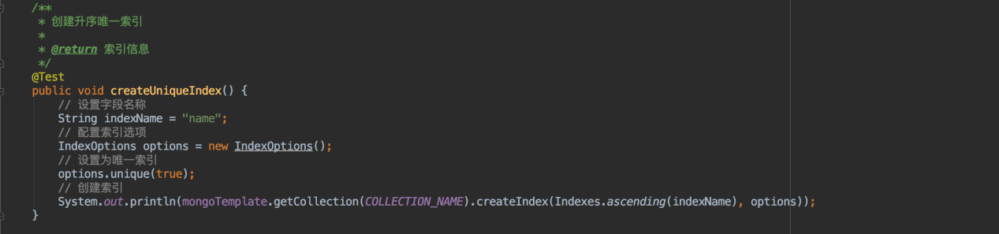 /**
 * 创建升序唯一索引
 *
 * @return 索引信息
 */
@Test
public void createUniqueIndex() {
    // 设置字段名称
    String indexName = "name";
    // 配置索引选项
    IndexOptions options = new IndexOptions();
    // 设置为唯一索引
    options.unique(true);
    // 创建索引
    System.out.println(mongoTemplate.getCollection(COLLECTION_NAME).createIndex(Indexes.ascending(indexName), options));
}